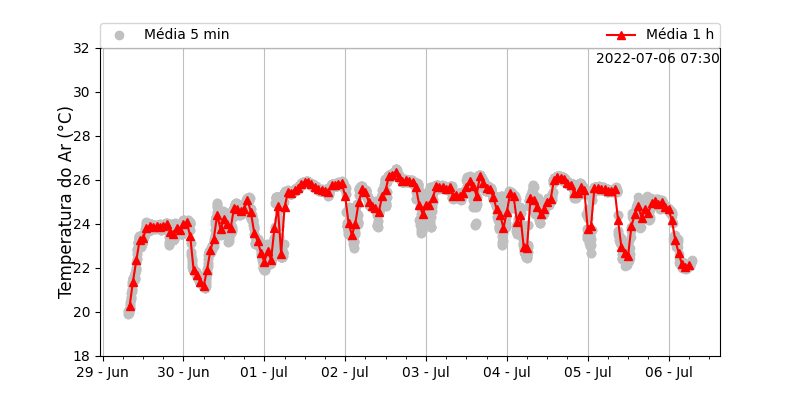 Média 5 min
Média 1 h
2022-07-06 07:30
Temperatura do Ar (°C)
32
30
28
26
24
22
20
18
29 - Jun
30 - Jun
01 - Jul
02 - Jul
03 - Jul
04 - Jul
05 - Jul
06 - Jul